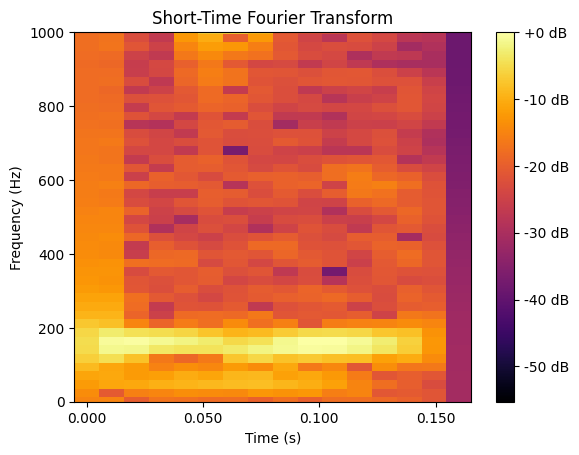 Short-Time Fourier Transform
1000
800
600
400
200
0
Frequency (Hz)
0.000
0.050
0.100
0.150
Time (s)
+0 dB
-10 dB
-20 dB
-30 dB
-40 dB
-50 dB